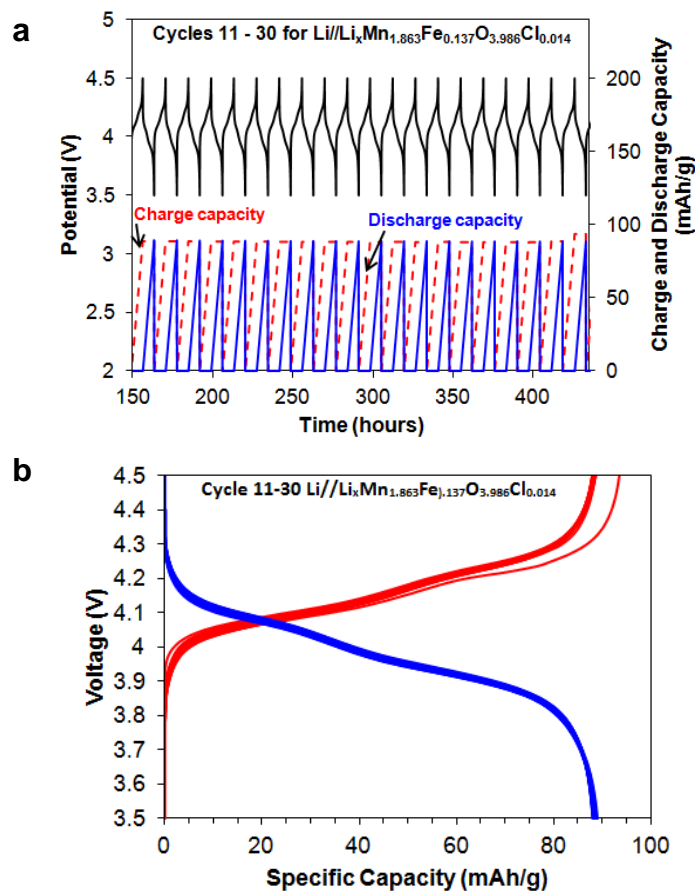 a
Cycles 11 - 30 for Li//LiₓMn₁.₈₆₃Fe₀.₁₃₇O₃.₉₈₆Cl₀.₀₁₄
5
4.5
4
3.5
3
2.5
2
Potential (V)
200
150
100
50
0
Charge and Discharge Capacity
(mAh/g)
Charge capacity
Discharge capacity
150 200 250 300 350 400
Time (hours)
b
Cycle 11-30 Li//LiₓMn₁.₈₆₃Fe₎.₁₃₇O₃.₉₈₆Cl₀.₀₁₄
4.5
4.4
4.3
4.2
4.1
4
3.9
3.8
3.7
3.6
3.5
Voltage (V)
0 20 40 60 80 100
Specific Capacity (mAh/g)